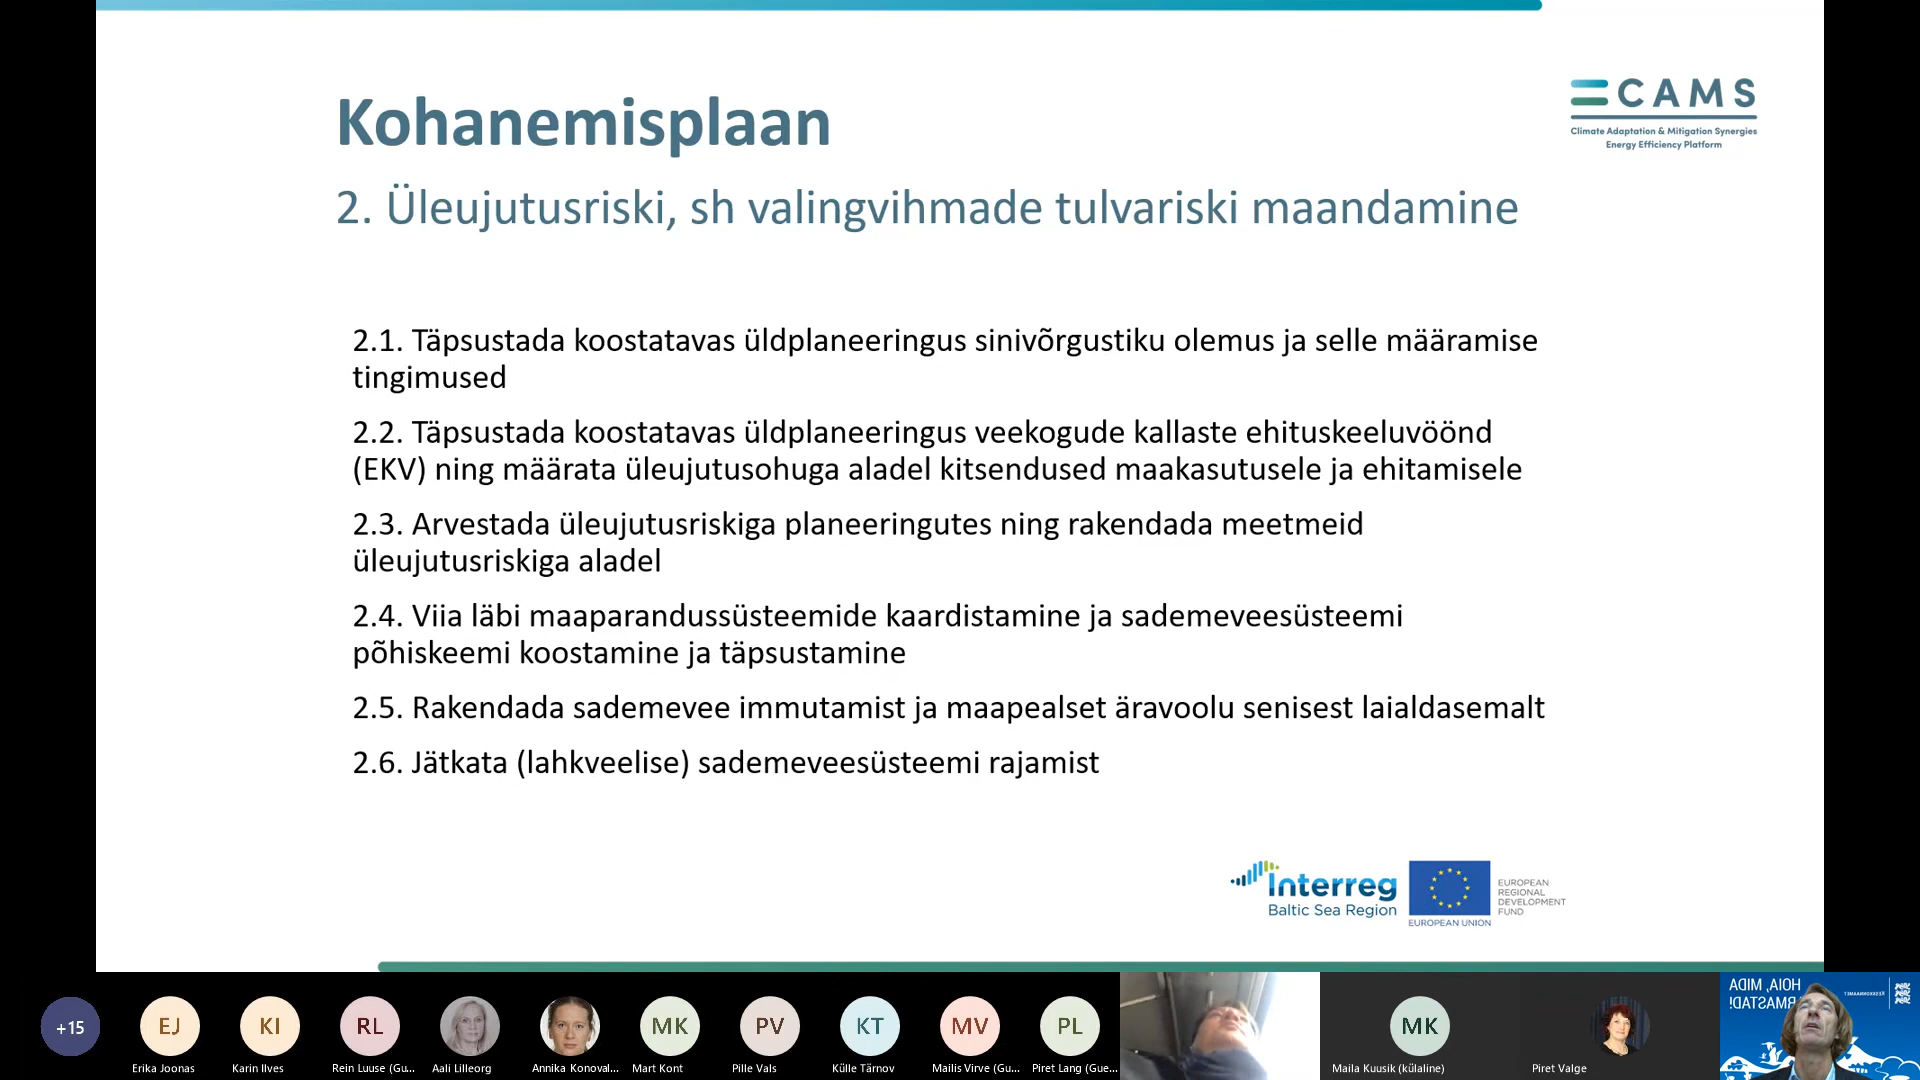 Kohanemisplaan
CAMS
Climate Adaptation & Mitigation Synergies
Energy Efficiency Platform
2. Üleujutusriski, sh valingvihmade tulvariski maandamine
2.1. Täpsustada koostatavas üldplaneeringus sinivõrgustiku olemus ja selle määramise
tingimused
2.2. Täpsustada koostatavas üldplaneeringus veekogude kallaste ehituskeeluvöönd
(EKV) ning määrata üleujutusohuga aladel kitsendused maakasutusele ja ehitamisele
2.3. Arvestada üleujutusriskiga planeeringutes ning rakendada meetmeid
üleujutusriskiga aladel
2.4. Viia läbi maaparandussüsteemide kaardistamine ja sademeveesüsteemi
põhiskeemi koostamine ja täpsustamine
2.5. Rakendada sademevee immutamist ja maapealset äravoolu senisest laialdasemalt
2.6. Jätkata (lahkveelise) sademeveesüsteemi rajamist
Interreg
Baltic Sea Region
EUROPEAN UNION
EUROPEAN
REGIONAL
DEVELOPMENT
FUND
+15
EJ
KI
RL
MK
PV
KT
MV
PL
MK
Erika Joonas
Karin Ilves
Rein Luuse (Gu...
Aali Lilleorg
Annika Konoval...
Mart Kont
Pille Vals
Külle Tärnov
Mailis Virve (Gu...
Piret Lang (Gue...
Maila Kuusik (külaline)
Piret Valge
HOIA, MIDA
ARMASTAD!
KESKKONNAAMET